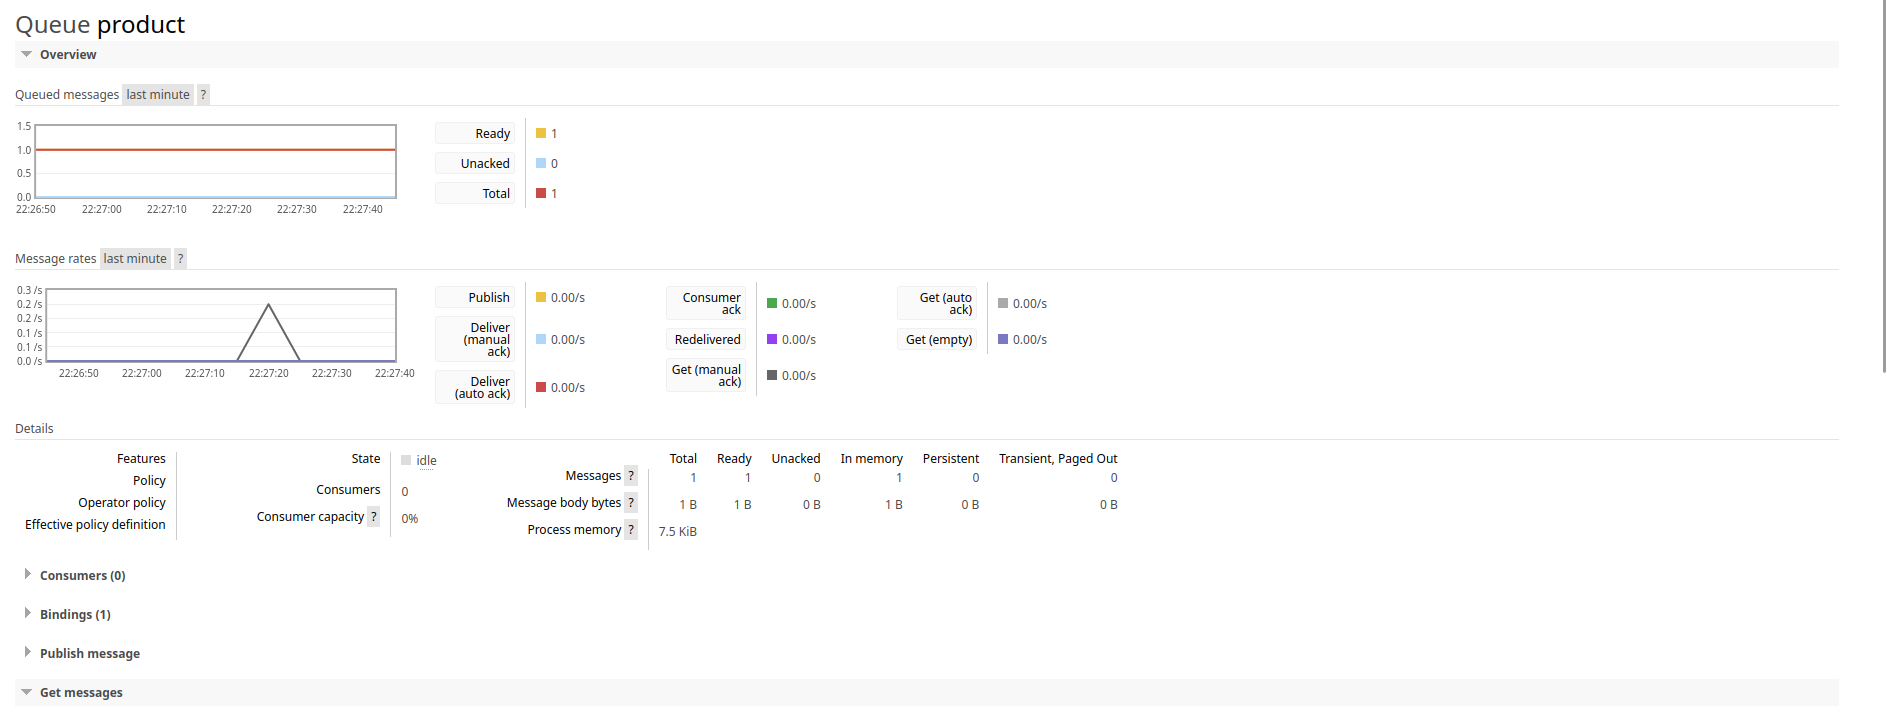 Queue product
Overview
Queued messages last minute ?
1.5
1.0
0.5
0.0
22:26:50 22:27:00 22:27:10 22:27:20 22:27:30 22:27:40
Ready 1
Unacked 0
Total 1
Message rates last minute ?
0.3 /s
0.2 /s
0.2 /s
0.1 /s
0.1 /s
0.0 /s
22:26:50 22:27:00 22:27:10 22:27:20 22:27:30 22:27:40
Publish 0.00/s
Deliver
(manual 0.00/s
ack)
Deliver
(auto ack) 0.00/s
Consumer
ack 0.00/s
Redelivered 0.00/s
Get (manual
ack) 0.00/s
Get (auto
ack) 0.00/s
Get (empty) 0.00/s
Details
Features
Policy
Operator policy
Effective policy definition
State idle
Consumers 0
Consumer capacity ? 0%
Total Ready Unacked In memory Persistent Transient, Paged Out
Messages ? 1 1 0 1 0 0
Message body bytes ? 1 B 1 B 0 B 1 B 0 B 0 B
Process memory ? 7.5 KiB
Consumers (0)
Bindings (1)
Publish message
Get messages